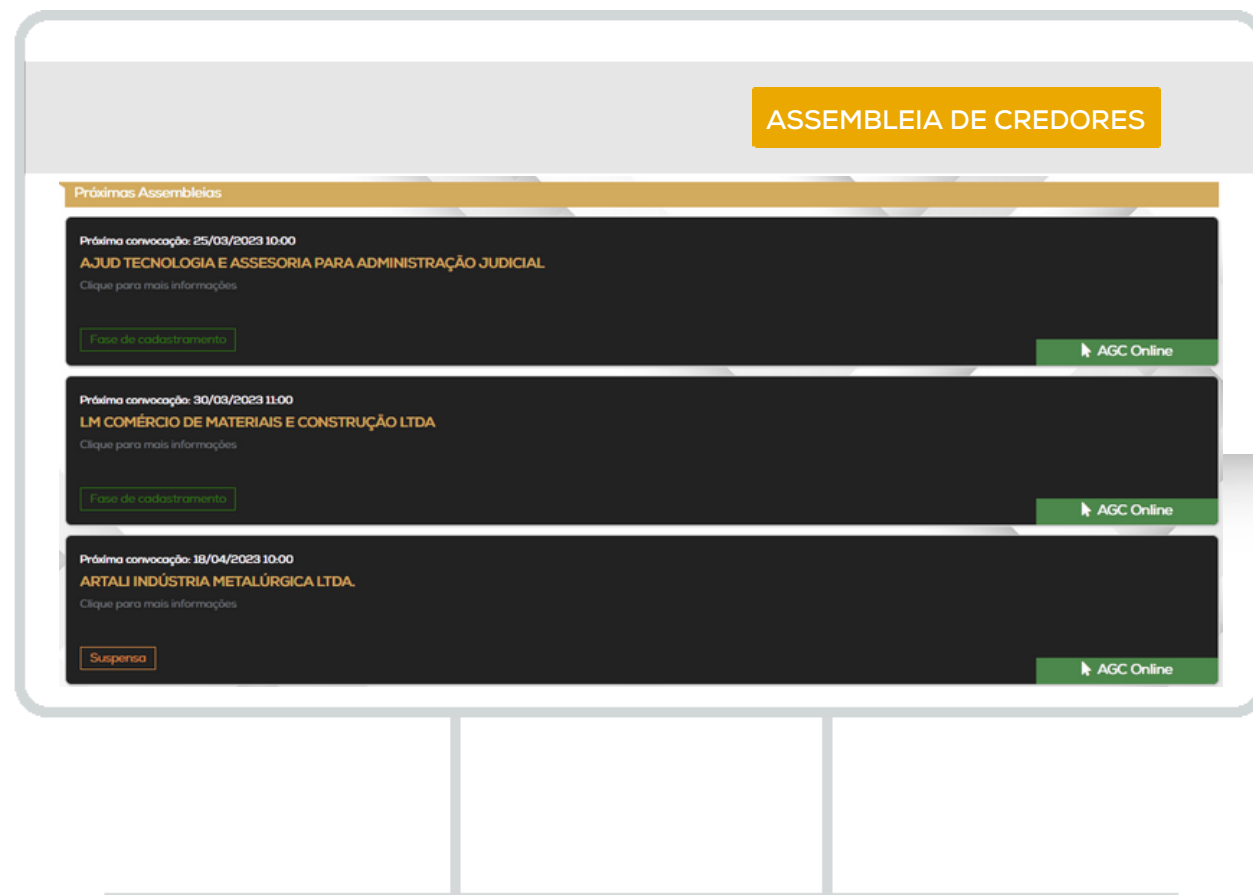 ASSEMBLEIA DE CREDORES
Próximas Assembleias
Próxima convocação: 25/03/2023 10:00
AJUD TECNOLOGIA E ASSESORIA PARA ADMINISTRAÇÃO JUDICIAL
Clique para mais informações
Fase de cadastramento
AGC Online
Próxima convocação: 30/03/2023 11:00
LM COMÉRCIO DE MATERIAIS E CONSTRUÇÃO LTDA
Clique para mais informações
Fase de cadastramento
AGC Online
Próxima convocação: 18/04/2023 10:00
ARTALI INDÚSTRIA METALÚRGICA LTDA.
Clique para mais informações
Suspensa
AGC Online